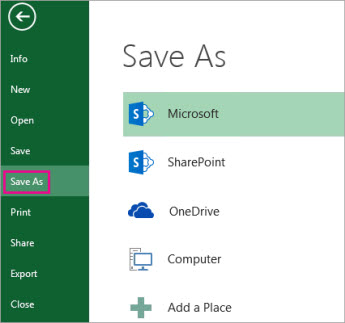 Info
New
Open
Save
Save As
Print
Share
Export
Close
Save As
Microsoft
SharePoint
OneDrive
Computer
Add a Place